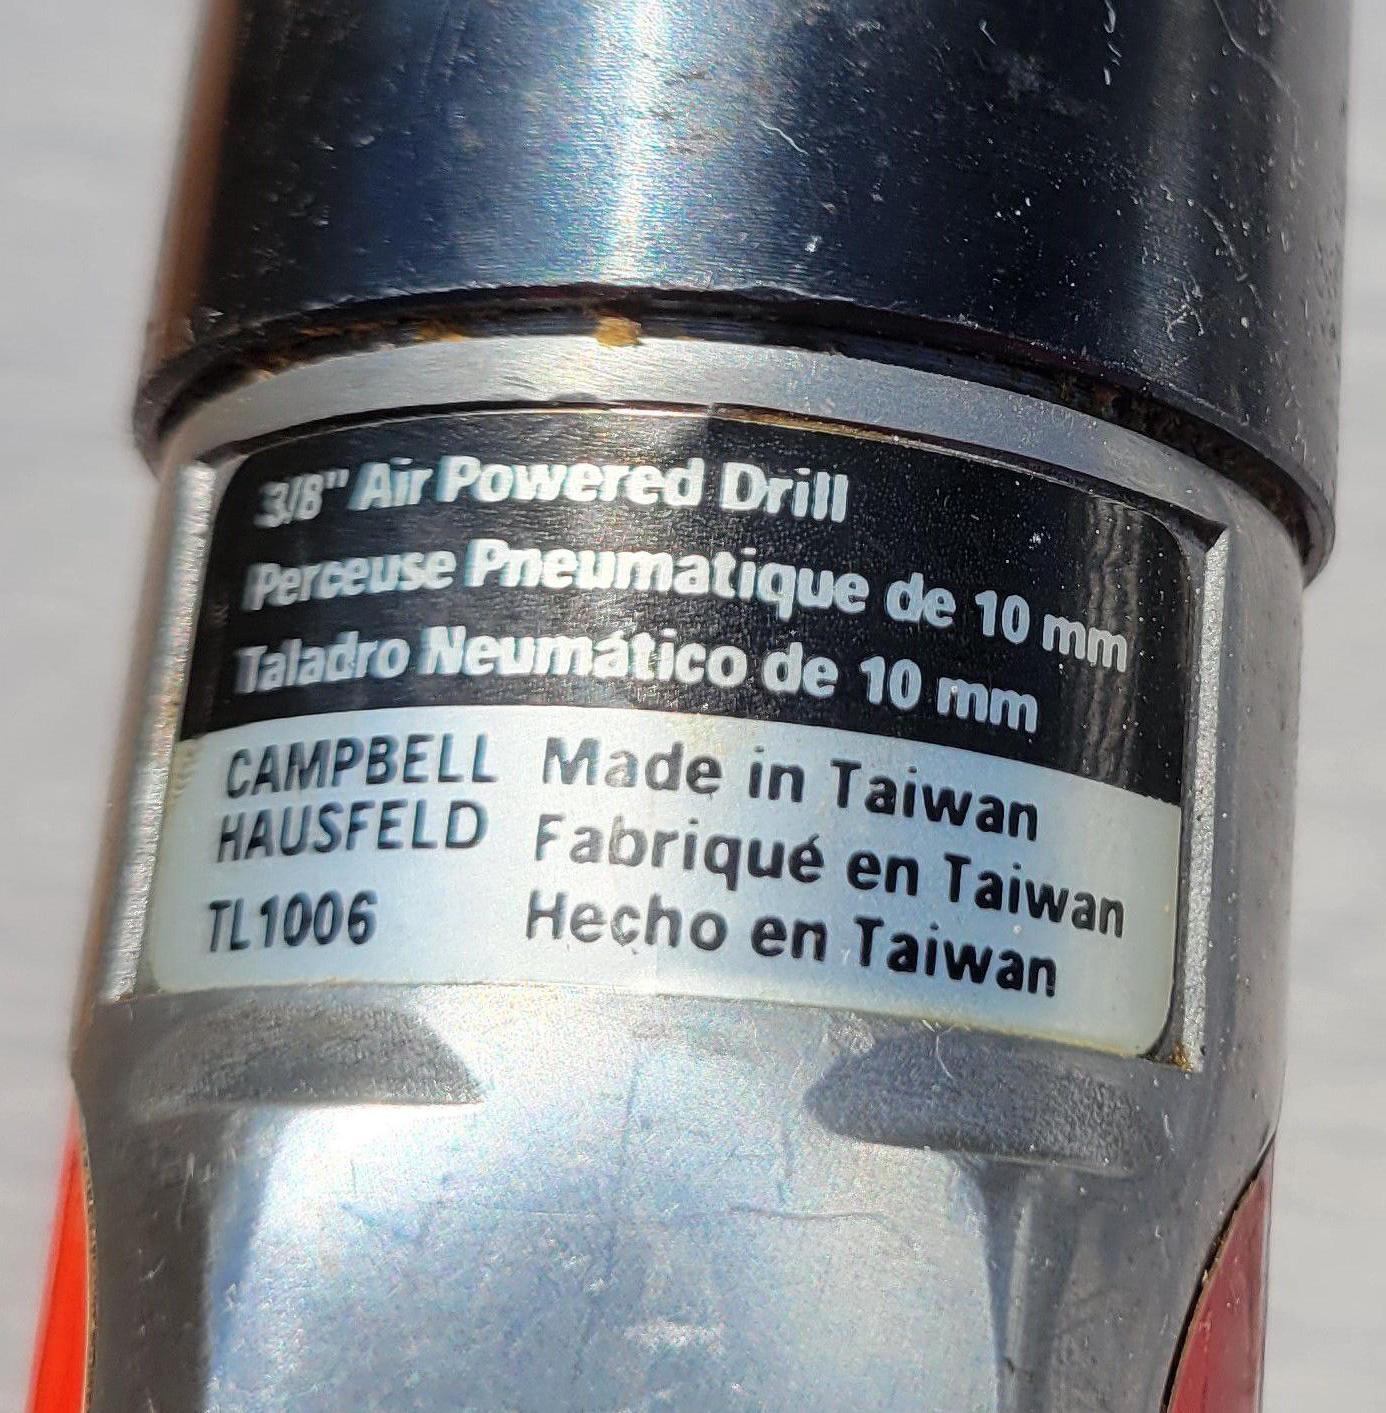 3/8" Air Powered Drill
Perceuse Pneumatique de 10 mm
Taladro Neumático de 10 mm
CAMPBELL
HAUSFELD
TL1006
Made in Taiwan
Fabriqué en Taiwan
Hecho en Taiwan